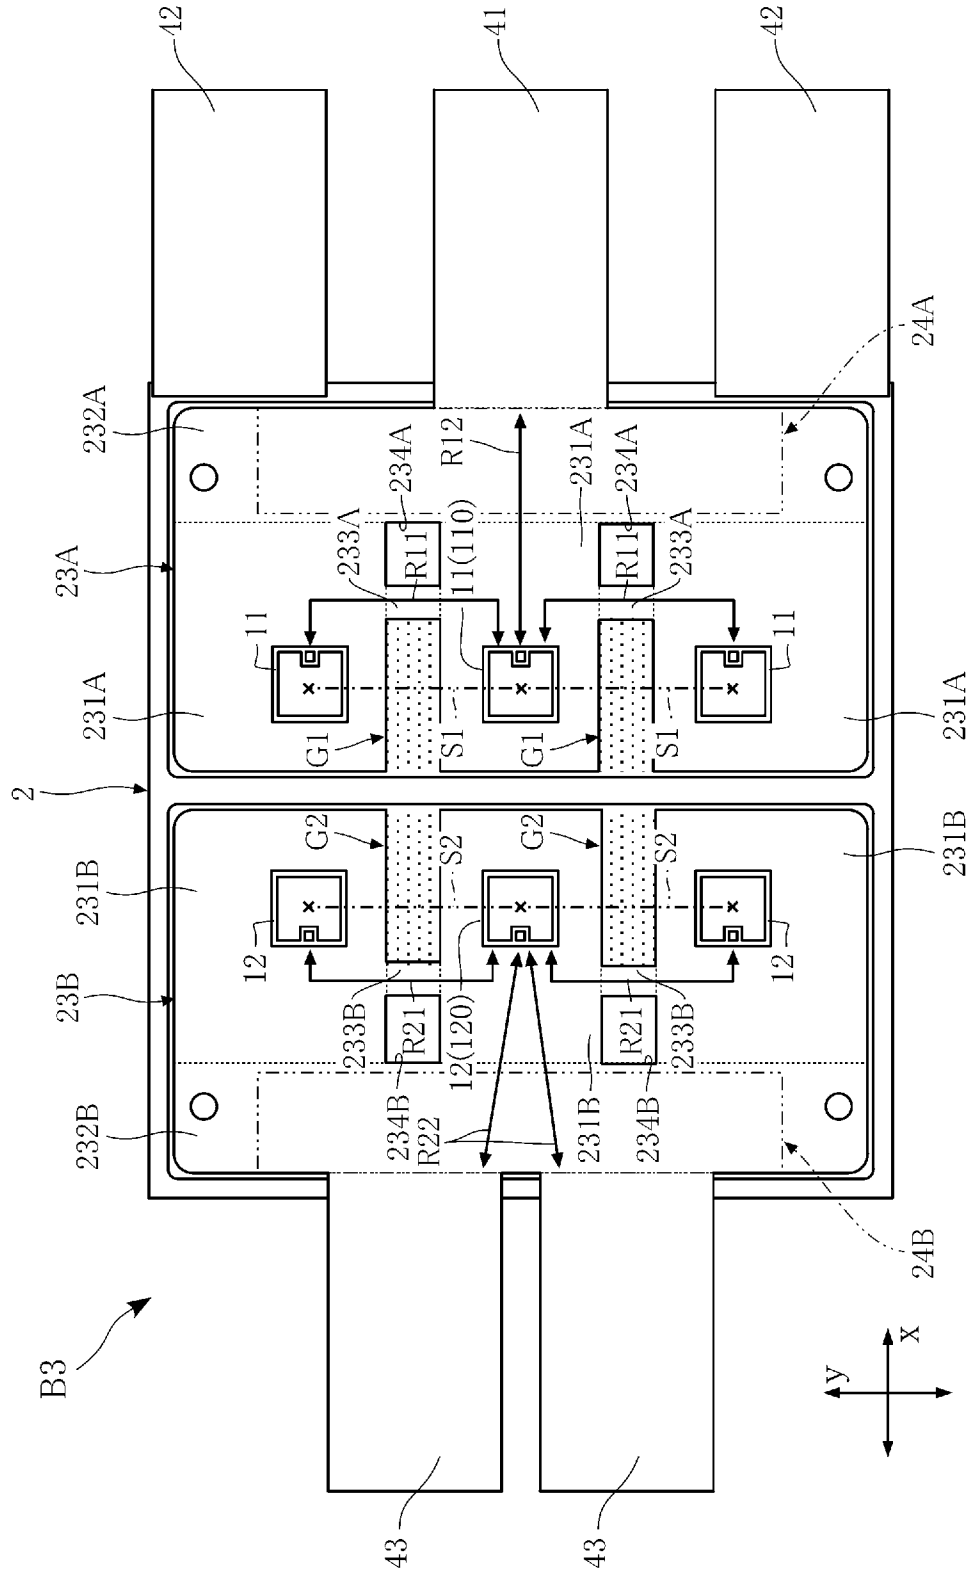 2
B3
23B
23A
232B
231B
231A
232A
42
12
11
G2
G1
233B
233A
43
234B
234A
R21
R11
R22
S2
S1
R12
12(120)
11(110)
41
G2
G1
43
231B
231A
R21
R11
234B
234A
S2
S1
233B
233A
12
11
42
y
x
24B
24A
231B
231A